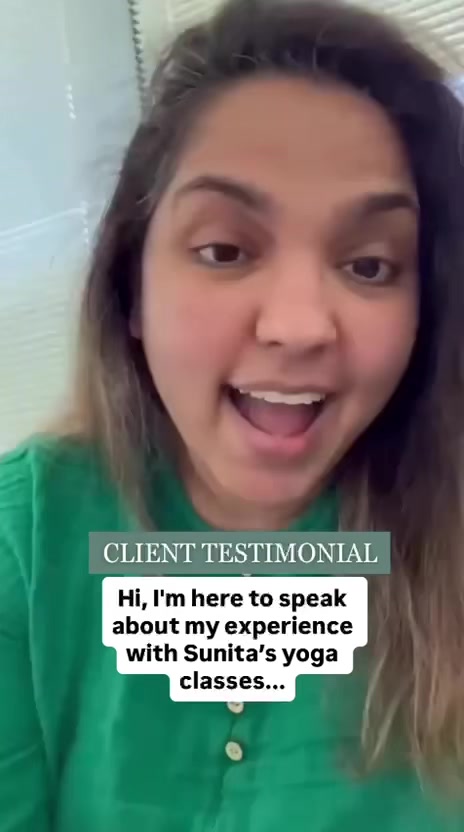 CLIENT TESTIMONIAL
Hi, I'm here to speak
about my experience
with Sunita’s yoga
classes...